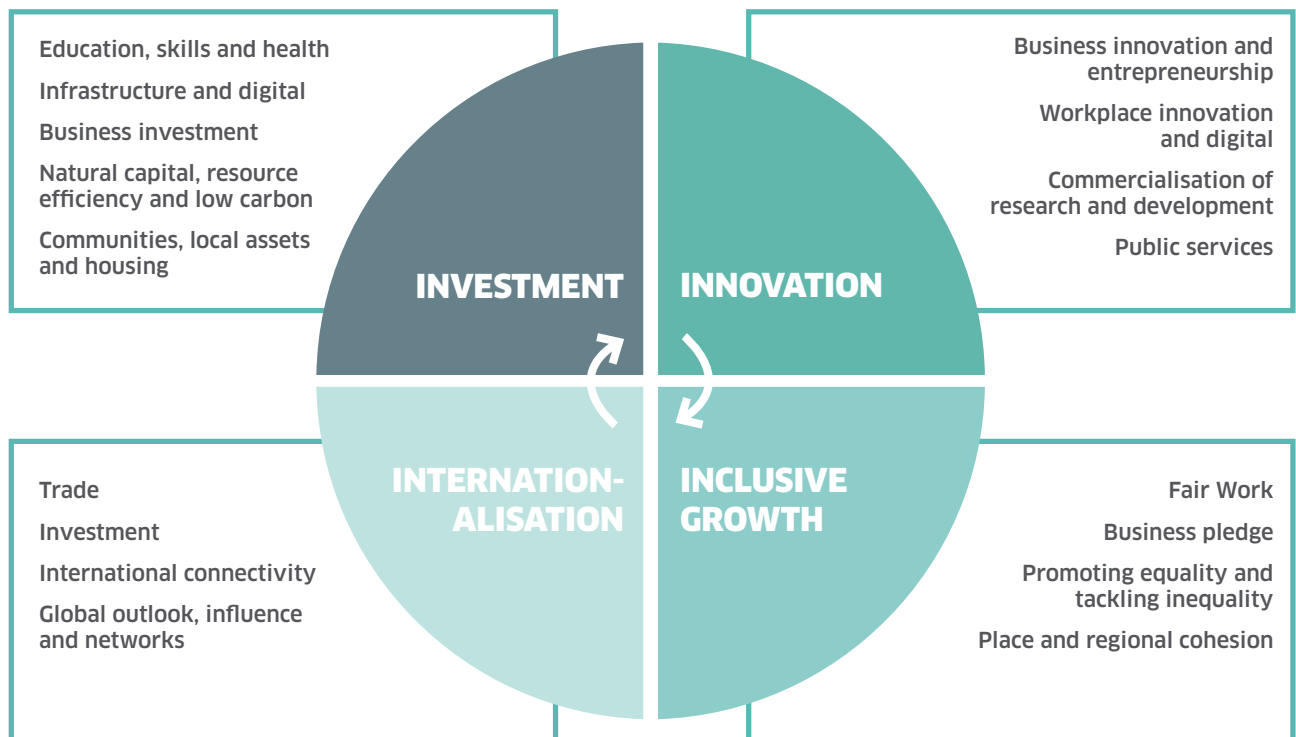 Education, skills and health
Infrastructure and digital
Business investment
Natural capital, resource
efficiency and low carbon
Communities, local assets
and housing
Business innovation and
entrepreneurship
Workplace innovation
and digital
Commercialisation of
research and development
Public services
INVESTMENT
INNOVATION
INTERNATION-
ALISATION
INCLUSIVE
GROWTH
Trade
Investment
International connectivity
Global outlook, influence
and networks
Fair Work
Business pledge
Promoting equality and
tackling inequality
Place and regional cohesion